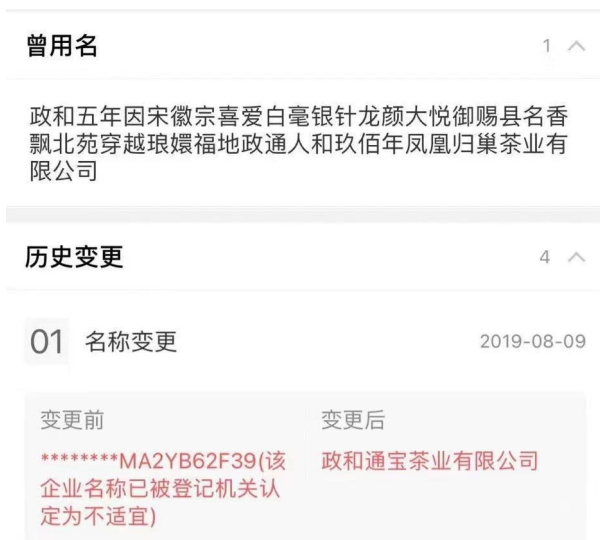 曾用名
1
政和五年因宋徽宗喜爱白毫银针龙颜大悦御赐县名香
飘北苑穿越琅嬛福地政通人和玖佰年凤凰归巢茶业有
限公司
历史变更
4
01 名称变更
2019-08-09
变更前
********MA2YB62F39(该
企业名称已被登记机关认
定为不适宜)
变更后
政和通宝茶业有限公司